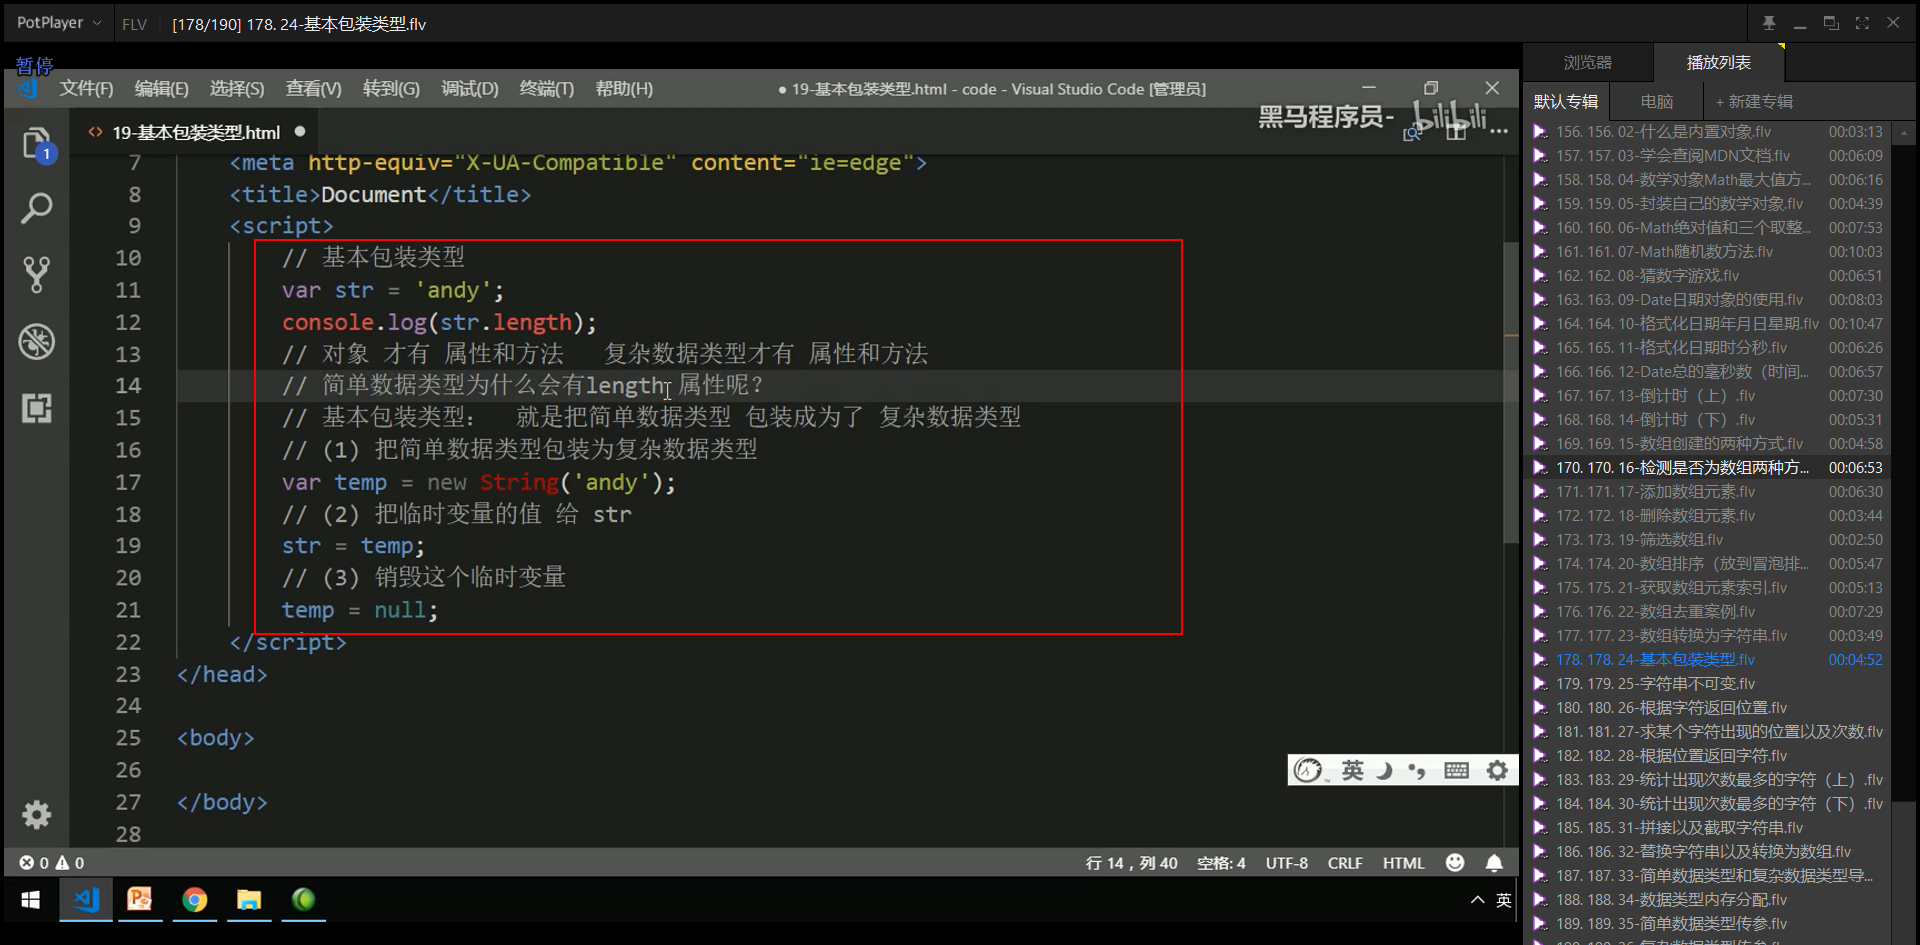 PotPlayer
FLV
[178/190] 178. 24-基本包装类型.flv
暂停
文件(F) 编辑(E) 选择(S) 查看(V) 转到(G) 调试(D) 终端(T) 帮助(H)
● 19-基本包装类型.html - code - Visual Studio Code [管理员]
<> 19-基本包装类型.html ●
黑马程序员-
bilibili
1
7 <meta http-equiv="X-UA-Compatible" content="ie=edge">
8 <title>Document</title>
9 <script>
10 // 基本包装类型
11 var str = 'andy';
12 console.log(str.length);
13 // 对象 才有 属性和方法 复杂数据类型才有 属性和方法
14 // 简单数据类型为什么会有length 属性呢?
15 // 基本包装类型: 就是把简单数据类型 包装成为了 复杂数据类型
16 // (1) 把简单数据类型包装为复杂数据类型
17 var temp = new String('andy');
18 // (2) 把临时变量的值 给 str
19 str = temp;
20 // (3) 销毁这个临时变量
21 temp = null;
22 </script>
23 </head>
24
25 <body>
26
27 </body>
28
英
0 0
行 14，列 40 空格: 4 UTF-8 CRLF HTML
英
浏览器 播放列表
默认专辑 电脑 + 新建专辑
156. 156. 02-什么是内置对象.flv 00:03:13
157. 157. 03-学会查阅MDN文档.flv 00:06:09
158. 158. 04-数学对象Math最大值方... 00:06:16
159. 159. 05-封装自己的数学对象.flv 00:04:39
160. 160. 06-Math绝对值和三个取整... 00:07:53
161. 161. 07-Math随机数方法.flv 00:10:03
162. 162. 08-猜数字游戏.flv 00:06:51
163. 163. 09-Date日期对象的使用.flv 00:08:03
164. 164. 10-格式化日期年月日星期.flv 00:10:47
165. 165. 11-格式化日期时分秒.flv 00:06:26
166. 166. 12-Date总的毫秒数（时间... 00:06:57
167. 167. 13-倒计时（上）.flv 00:07:30
168. 168. 14-倒计时（下）.flv 00:05:31
169. 169. 15-数组创建的两种方式.flv 00:04:58
170. 170. 16-检测是否为数组两种方... 00:06:53
171. 171. 17-添加数组元素.flv 00:06:30
172. 172. 18-删除数组元素.flv 00:03:44
173. 173. 19-筛选数组.flv 00:02:50
174. 174. 20-数组排序（放到冒泡排... 00:05:47
175. 175. 21-获取数组元素索引.flv 00:05:13
176. 176. 22-数组去重案例.flv 00:07:29
177. 177. 23-数组转换为字符串.flv 00:03:49
178. 178. 24-基本包装类型.flv 00:04:52
179. 179. 25-字符串不可变.flv
180. 180. 26-根据字符返回位置.flv
181. 181. 27-求某个字符出现的位置以及次数.flv
182. 182. 28-根据位置返回字符.flv
183. 183. 29-统计出现次数最多的字符（上）.flv
184. 184. 30-统计出现次数最多的字符（下）.flv
185. 185. 31-拼接以及截取字符串.flv
186. 186. 32-替换字符串以及转换为数组.flv
187. 187. 33-简单数据类型和复杂数据类型导...
188. 188. 34-数据类型内存分配.flv
189. 189. 35-简单数据类型传参.flv